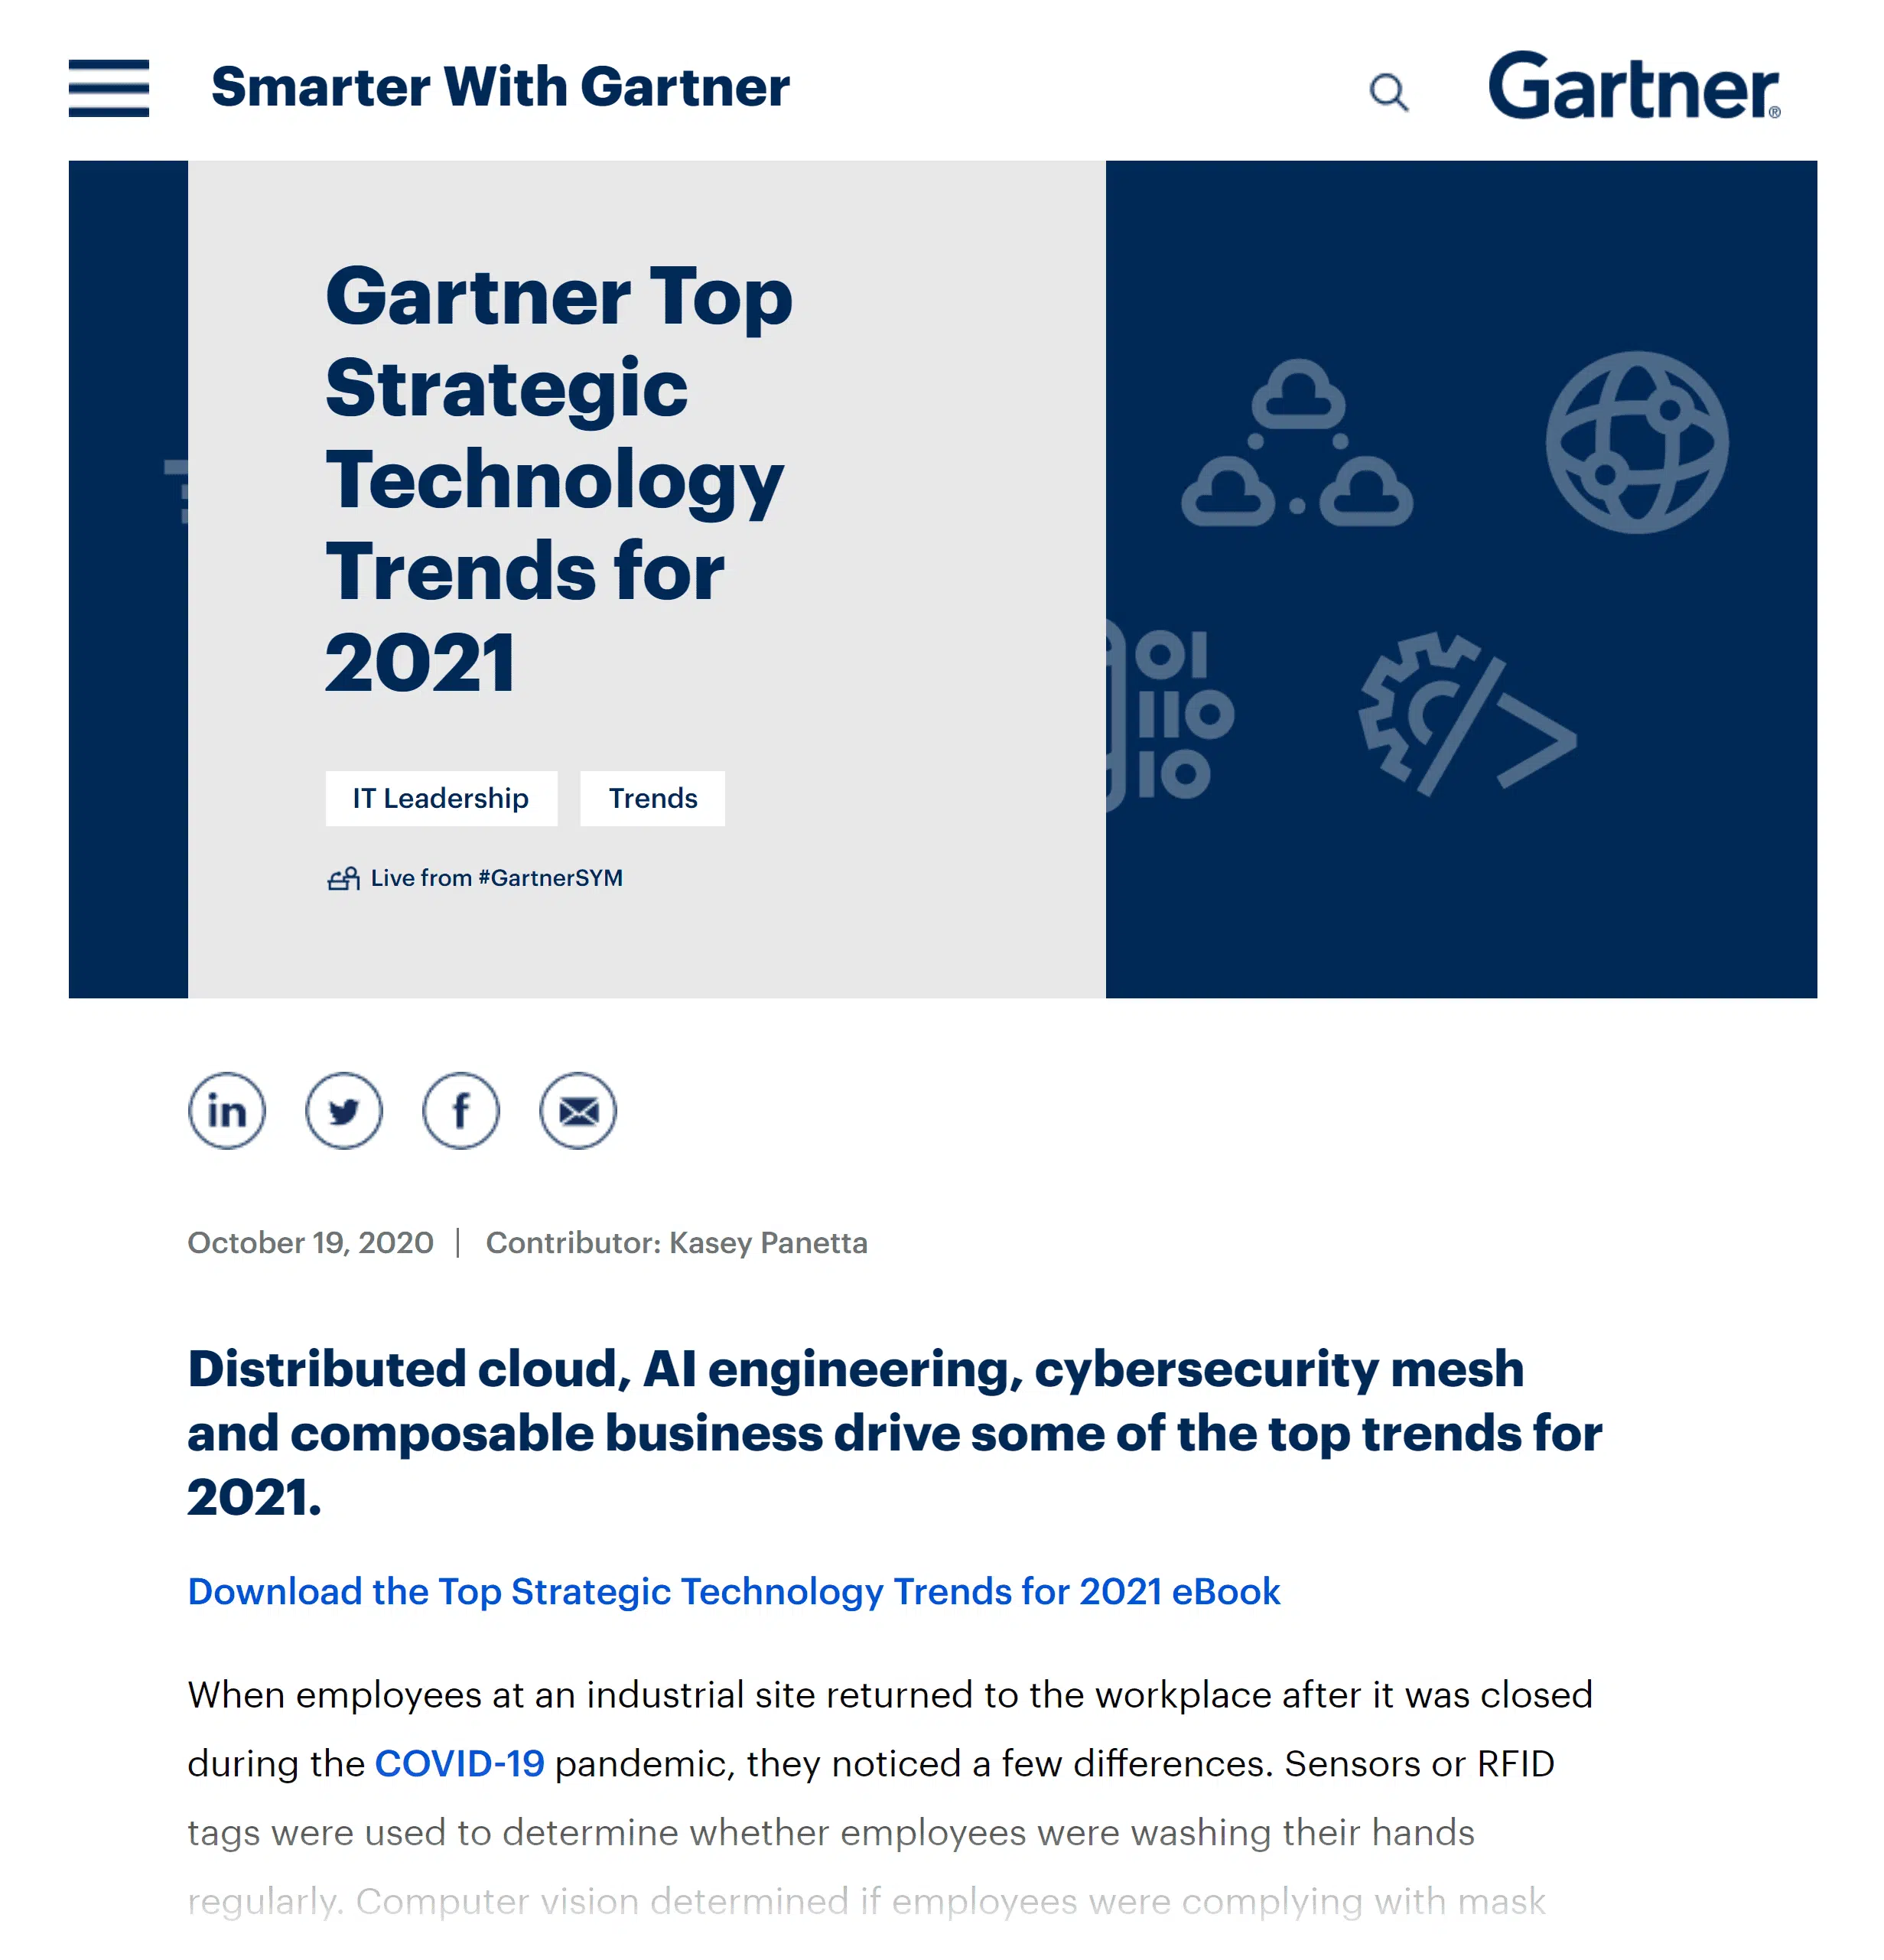 Smarter With Gartner
Gartner®
Gartner Top
Strategic
Technology
Trends for
2021
IT Leadership
Trends
Live from #GartnerSYM
October 19, 2020 | Contributor: Kasey Panetta
Distributed cloud, AI engineering, cybersecurity mesh
and composable business drive some of the top trends for
2021.
Download the Top Strategic Technology Trends for 2021 eBook
When employees at an industrial site returned to the workplace after it was closed
during the COVID-19 pandemic, they noticed a few differences. Sensors or RFID
tags were used to determine whether employees were washing their hands
regularly. Computer vision determined if employees were complying with mask